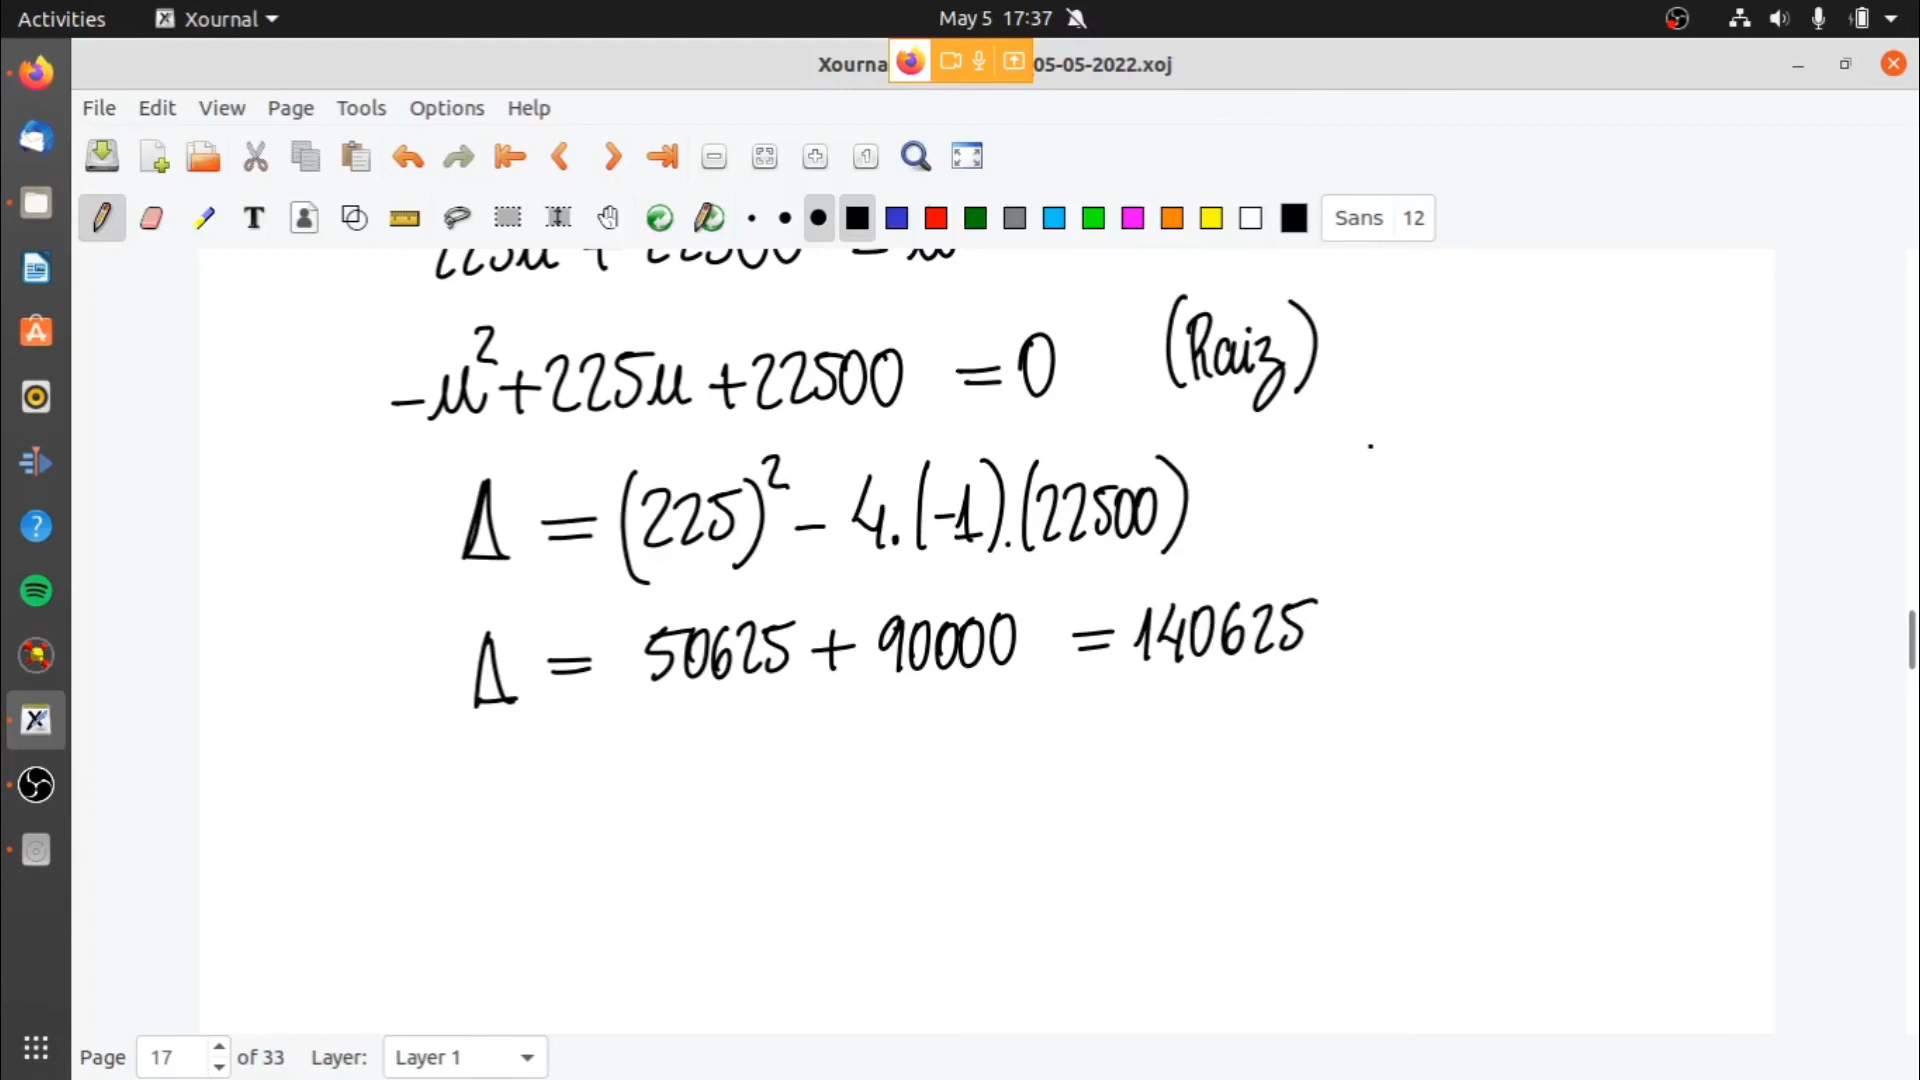 Activities Xournal May 5 17:37
Xourna 05-05-2022.xoj
File Edit View Page Tools Options Help
T Sans 12
-u²+225u+22500 = 0 (Raiz)
Δ = (225)² - 4.(-1).(22500)
Δ = 50625 + 90000 = 140625
Page 17 of 33 Layer: Layer 1